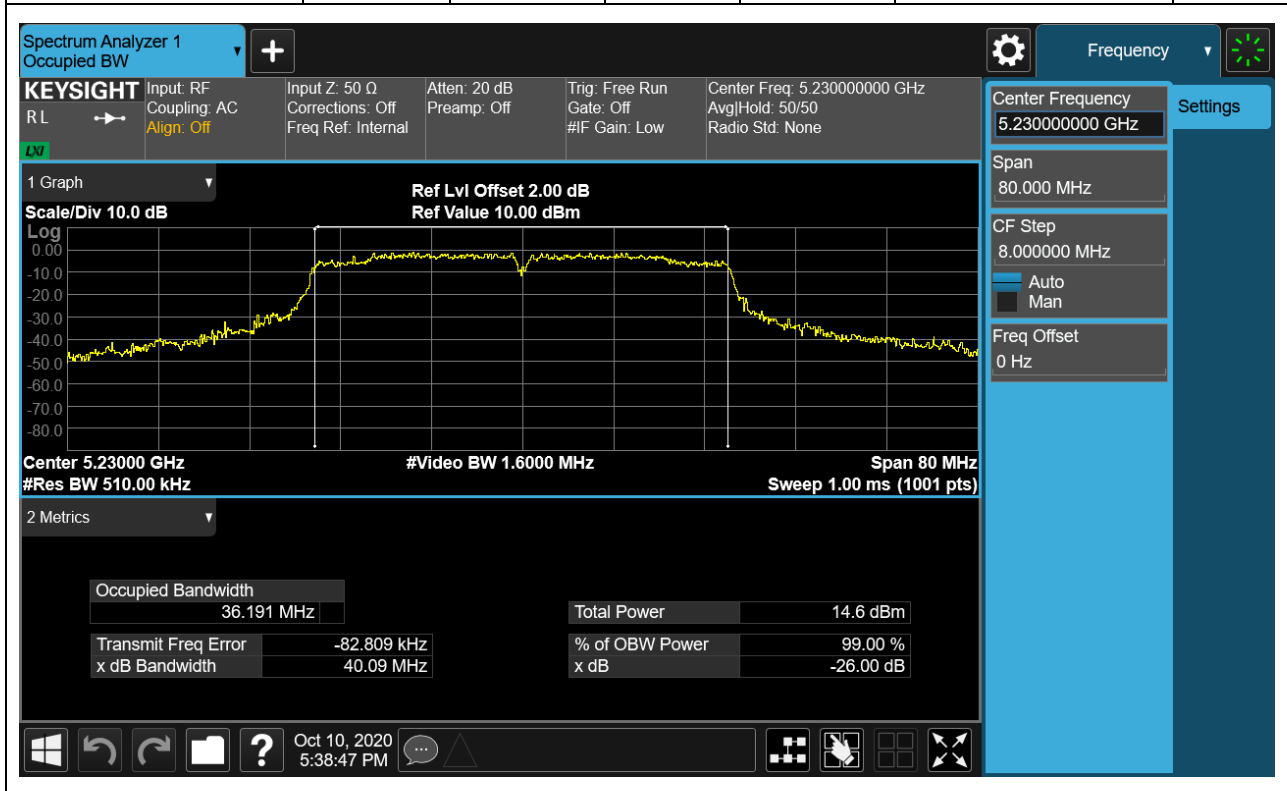 Spectrum Analyzer 1
Occupied BW
Frequency
KEYSIGHT
R L
LXI
Input: RF
Coupling: AC
Align: Off
Input Z: 50 Ω
Corrections: Off
Freq Ref: Internal
Atten: 20 dB
Preamp: Off
Trig: Free Run
Gate: Off
#IF Gain: Low
Center Freq: 5.230000000 GHz
Avg|Hold: 50/50
Radio Std: None
Center Frequency
5.230000000 GHz
Settings
Span
80.000 MHz
CF Step
8.000000 MHz
Auto
Man
Freq Offset
0 Hz
1 Graph
Scale/Div 10.0 dB
Ref Lvl Offset 2.00 dB
Ref Value 10.00 dBm
Log
0.00
-10.0
-20.0
-30.0
-40.0
-50.0
-60.0
-70.0
-80.0
Center 5.23000 GHz
#Video BW 1.6000 MHz
Span 80 MHz
#Res BW 510.00 kHz
Sweep 1.00 ms (1001 pts)
2 Metrics
Occupied Bandwidth
36.191 MHz
Total Power 14.6 dBm
Transmit Freq Error -82.809 kHz
% of OBW Power 99.00 %
x dB Bandwidth 40.09 MHz
x dB -26.00 dB
?
Oct 10, 2020
5:38:47 PM